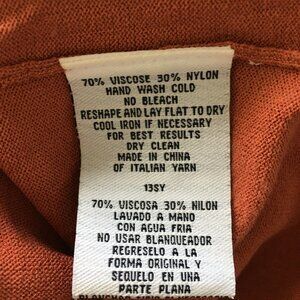 70% VISCOSE 30% NYLON
HAND WASH COLD
NO BLEACH
RESHAPE AND LAY FLAT TO DRY
COOL IRON IF NECESSARY
FOR BEST RESULTS
DRY CLEAN
MADE IN CHINA
OF ITALIAN YARN
13SY
70% VISCOSA 30% NILON
LAVADO A MANO
CON AGUA FRIA
NO USAR BLANQUEADOR
REGRESELO A LA
FORMA ORIGINAL Y
SEQUELO EN UNA
PARTE PLANA